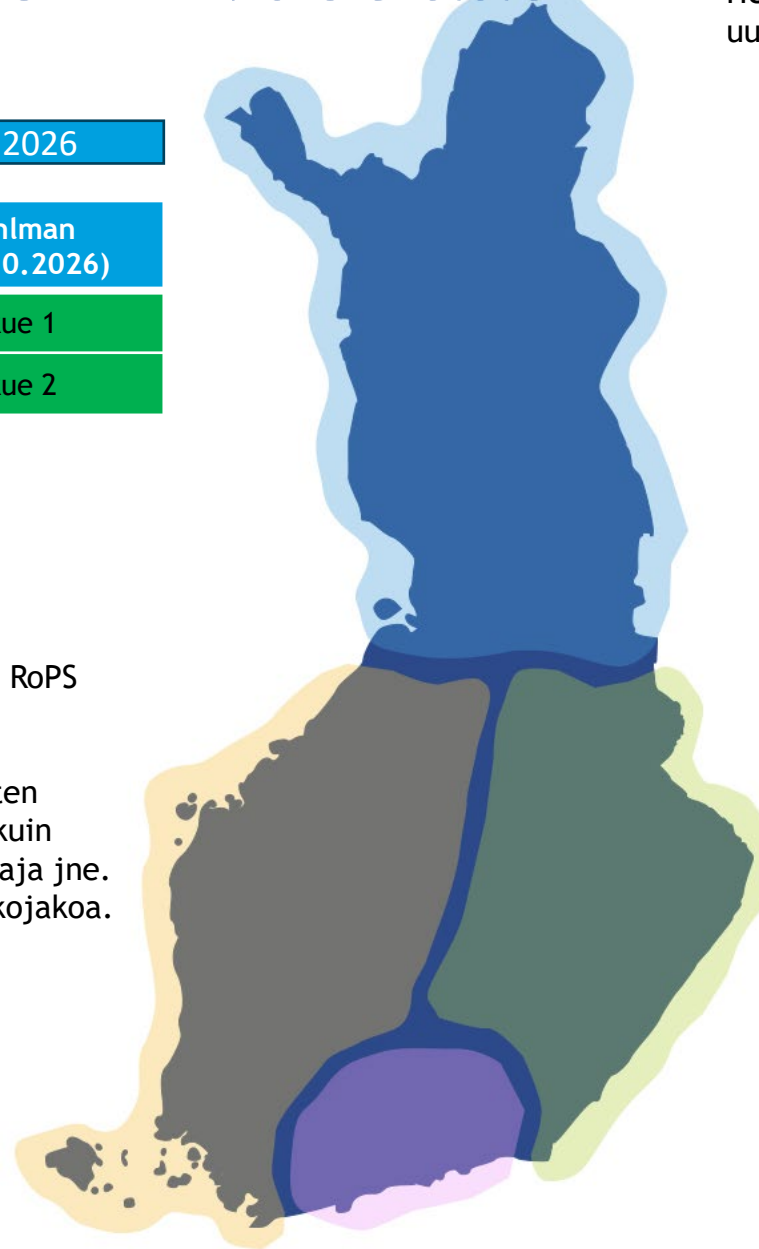 uu
2026
hlman
0.2026)
ue 1
ue 2
RoPS
ten
kuin
aja jne.
kojakoa.